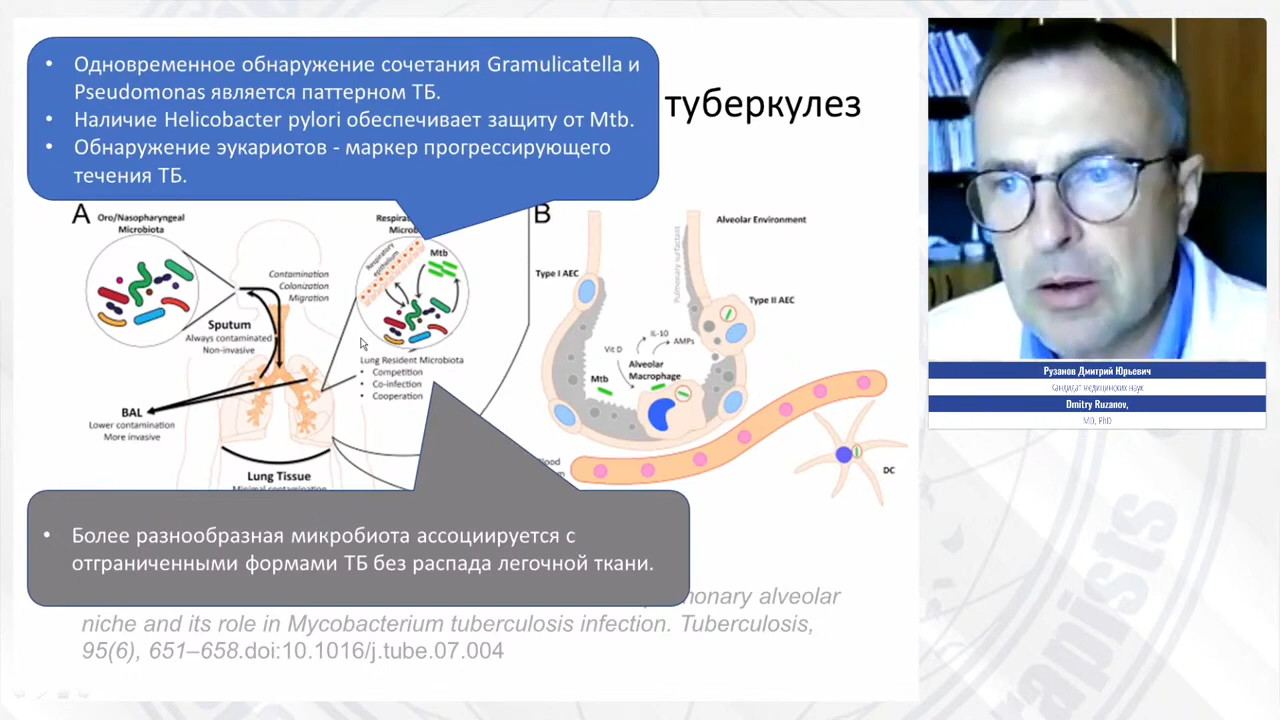 • Одновременное обнаружение сочетания Gramulicatella и
Pseudomonas является паттерном ТБ.
• Наличие Helicobacter pylori обеспечивает защиту от Mtb.
• Обнаружение эукариотов - маркер прогрессирующего
течения ТБ.
туберкулез
A
Oro/Nasopharyngeal
Microbiota
Contamination
Colonization
Migration
Sputum
Always contaminated
Non-invasive
BAL
Lower contamination
More invasive
Lung Tissue
Minimal contamination
Respiratory
epithelium
Mtb
Lung Resident Microbiota
• Competition
• Co-infection
• Cooperation
B
Alveolar Environment
Type I AEC
Pulmonary surfactant
Type II AEC
IL-10
AMPs
Vit D
Alveolar
Macrophage
Mtb
DC
• Более разнообразная микробиота ассоциируется с
отграниченными формами ТБ без распада легочной ткани.
alveolar
niche and its role in Mycobacterium tuberculosis infection. Tuberculosis,
95(6), 651–658.doi:10.1016/j.tube.07.004
Рузанов Дмитрий Юрьевич
Кандидат медицинских наук
Dmitry Ruzanov,
MD, PhD